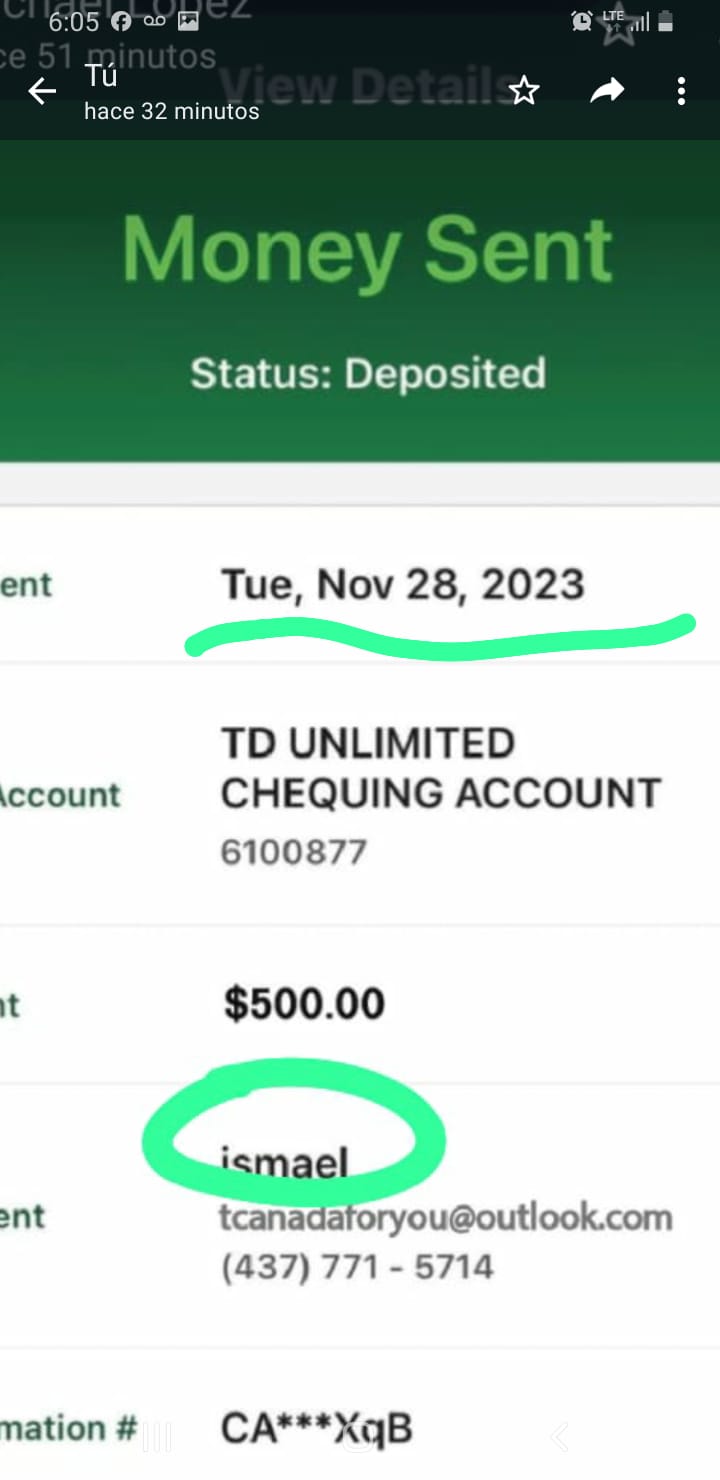 chael Lopez
6:05 LTE
ce 51 minutos
Tú
View Details
hace 32 minutos
Money Sent
Status: Deposited
ent Tue, Nov 28, 2023
Account TD UNLIMITED
CHEQUING ACCOUNT
6100877
nt $500.00
ismael
ent tcanadaforyou@outlook.com
(437) 771 - 5714
mation # CA***XqB